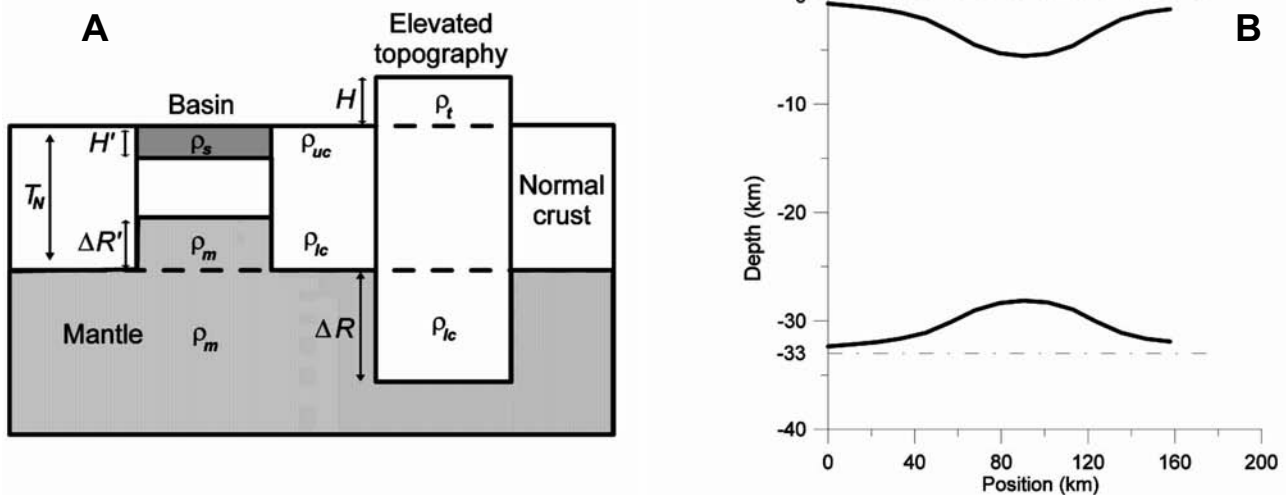 A
Elevated
topography
H
ρt
Basin
H'
ρs
ρuc
TN
Normal
crust
ΔR'
ρm
ρlc
Mantle
ρm
ΔR
ρlc
B
-10
-20
-30
-33
-40
Depth (km)
0 40 80 120 160 200
Position (km)